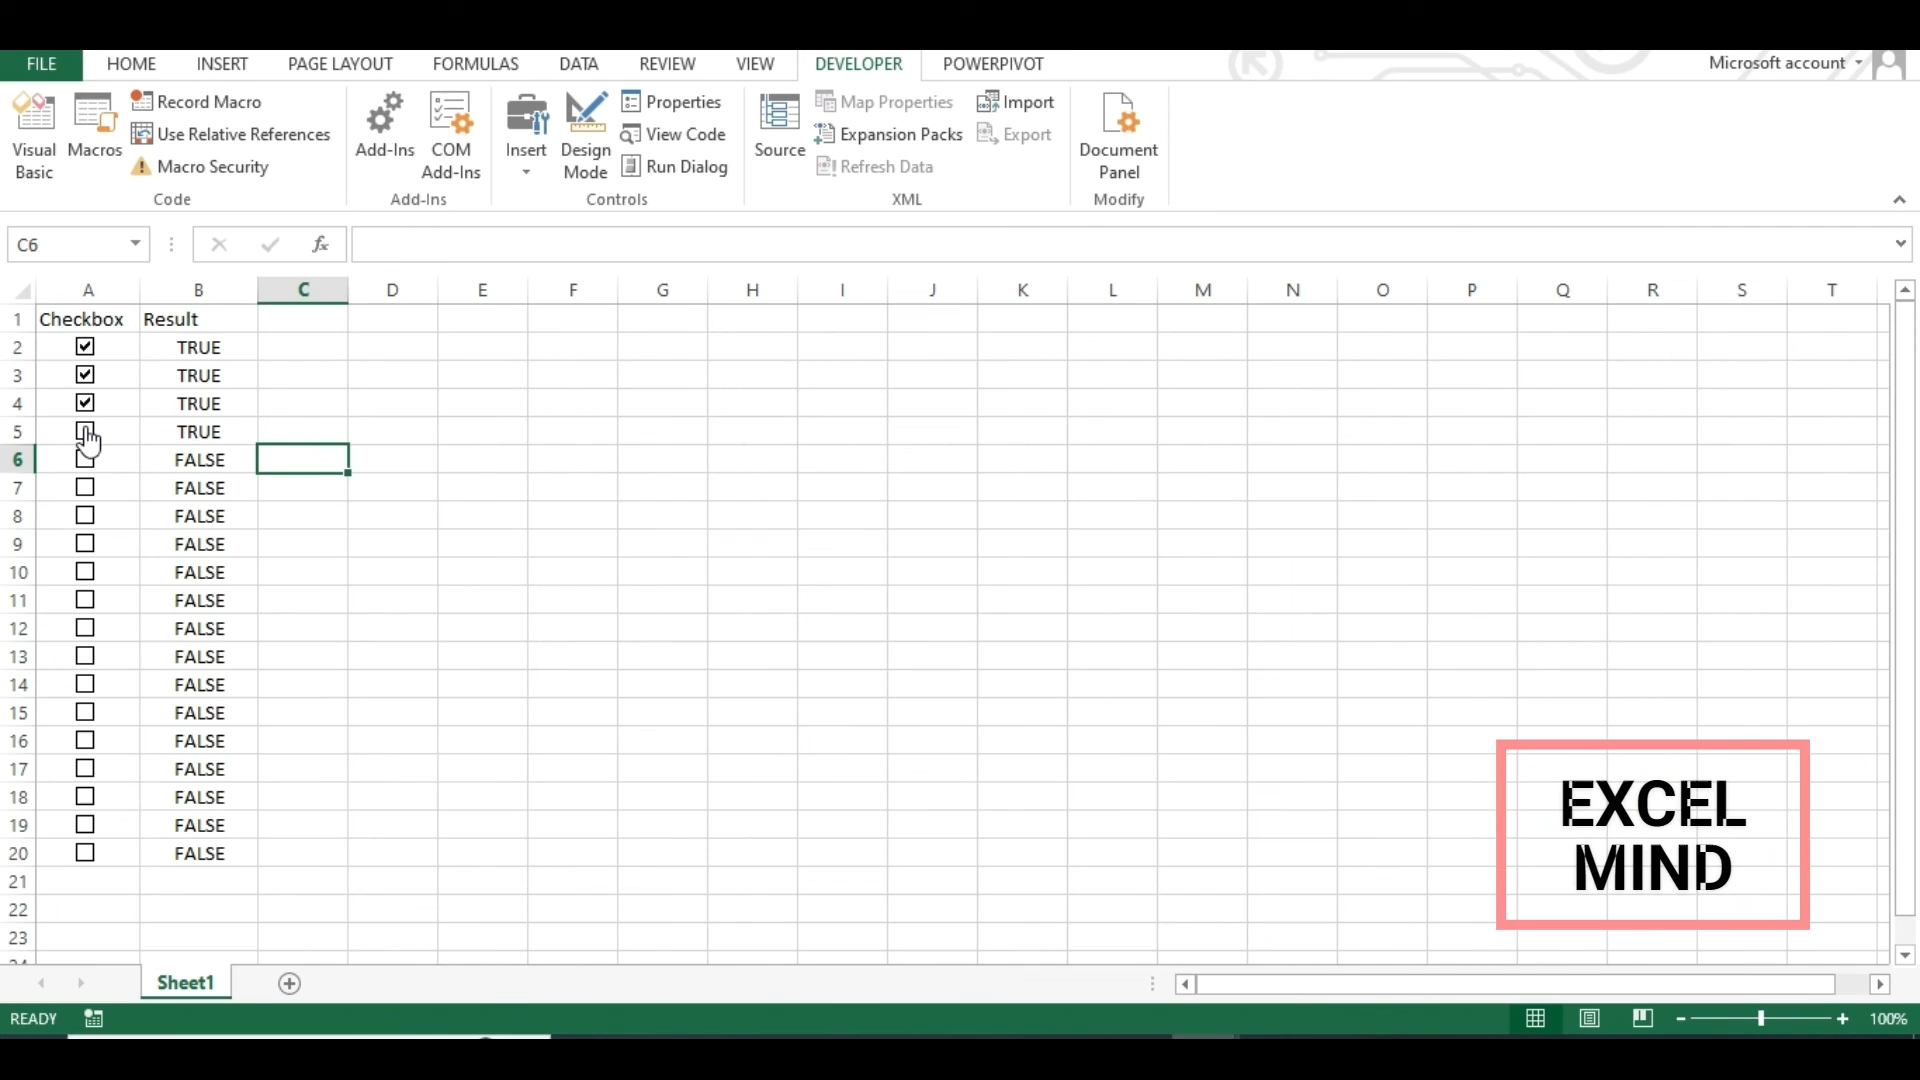 FILE HOME INSERT PAGE LAYOUT FORMULAS DATA REVIEW VIEW DEVELOPER POWERPIVOT Microsoft account
Visual Basic
Macros
Record Macro
Use Relative References
Macro Security
Code
Add-Ins
COM Add-Ins
Add-Ins
Insert
Design Mode
Properties
View Code
Run Dialog
Controls
Source
Map Properties
Expansion Packs
Refresh Data
Import
Export
XML
Document Panel
Modify
C6 fx
A B C D E F G H I J K L M N O P Q R S T
1 Checkbox Result
2 TRUE
3 TRUE
4 TRUE
5 TRUE
6 FALSE
7 FALSE
8 FALSE
9 FALSE
10 FALSE
11 FALSE
12 FALSE
13 FALSE
14 FALSE
15 FALSE
16 FALSE
17 FALSE
18 FALSE
19 FALSE
20 FALSE
21
22
23
EXCEL
MIND
Sheet1
READY 100%